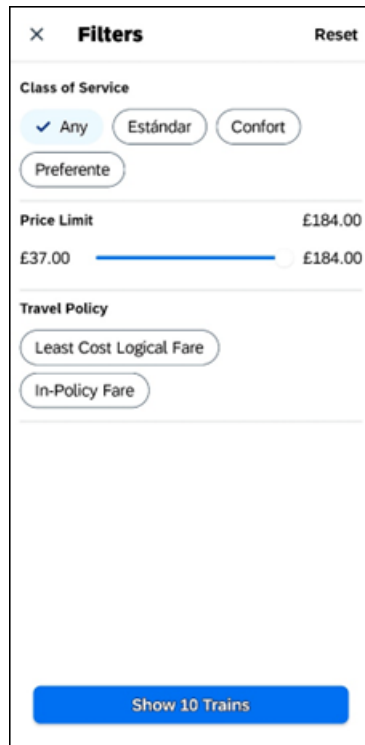 × Filters Reset
Class of Service
✓ Any Estándar Confort
Preferente
Price Limit £184.00
£37.00 £184.00
Travel Policy
Least Cost Logical Fare
In-Policy Fare
Show 10 Trains